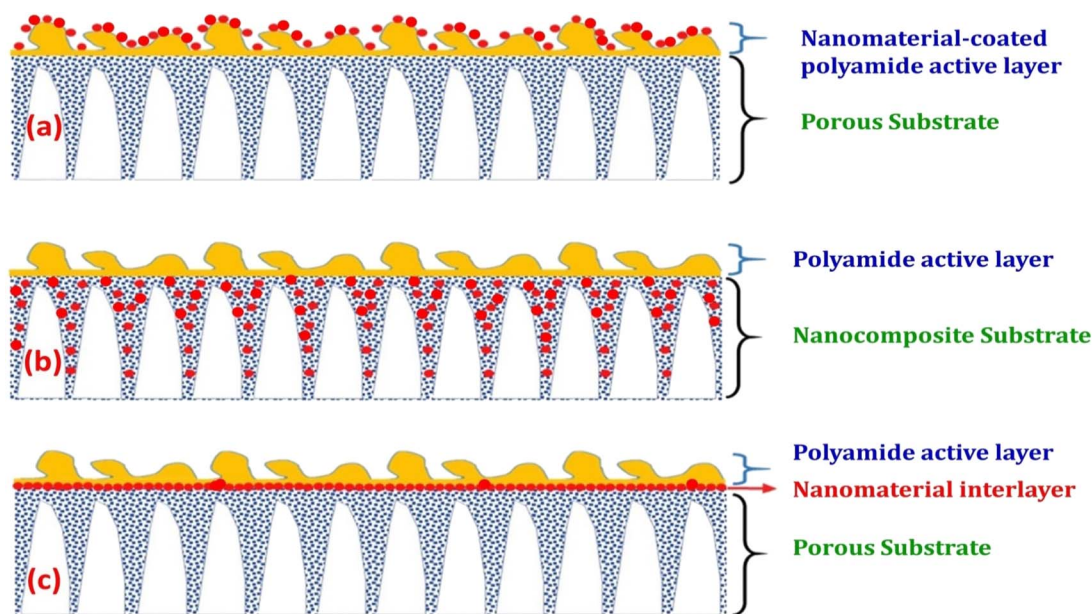 Nanomaterial-coated
polyamide active layer
(a)
Porous Substrate
Polyamide active layer
Nanocomposite Substrate
(b)
Polyamide active layer
Nanomaterial interlayer
Porous Substrate
(c)